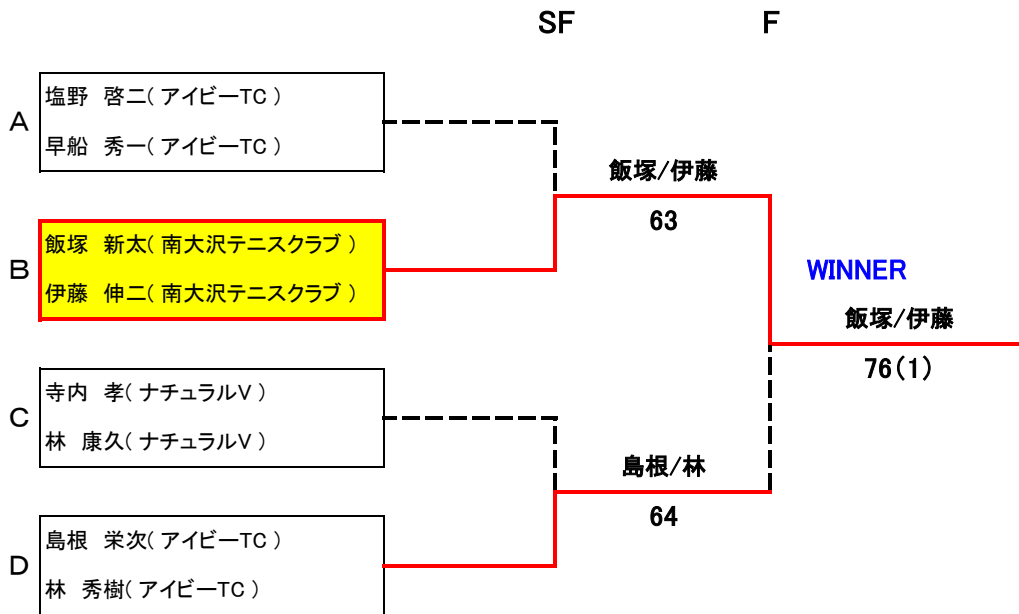 SF F
A
塩野 啓二( アイビーTC )
早船 秀一( アイビーTC )
飯塚/伊藤
63
B
飯塚 新太( 南大沢テニスクラブ )
伊藤 伸二( 南大沢テニスクラブ )
WINNER
飯塚/伊藤
76(1)
C
寺内 孝( ナチュラルV )
林 康久( ナチュラルV )
島根/林
64
D
島根 栄次( アイビーTC )
林 秀樹( アイビーTC )